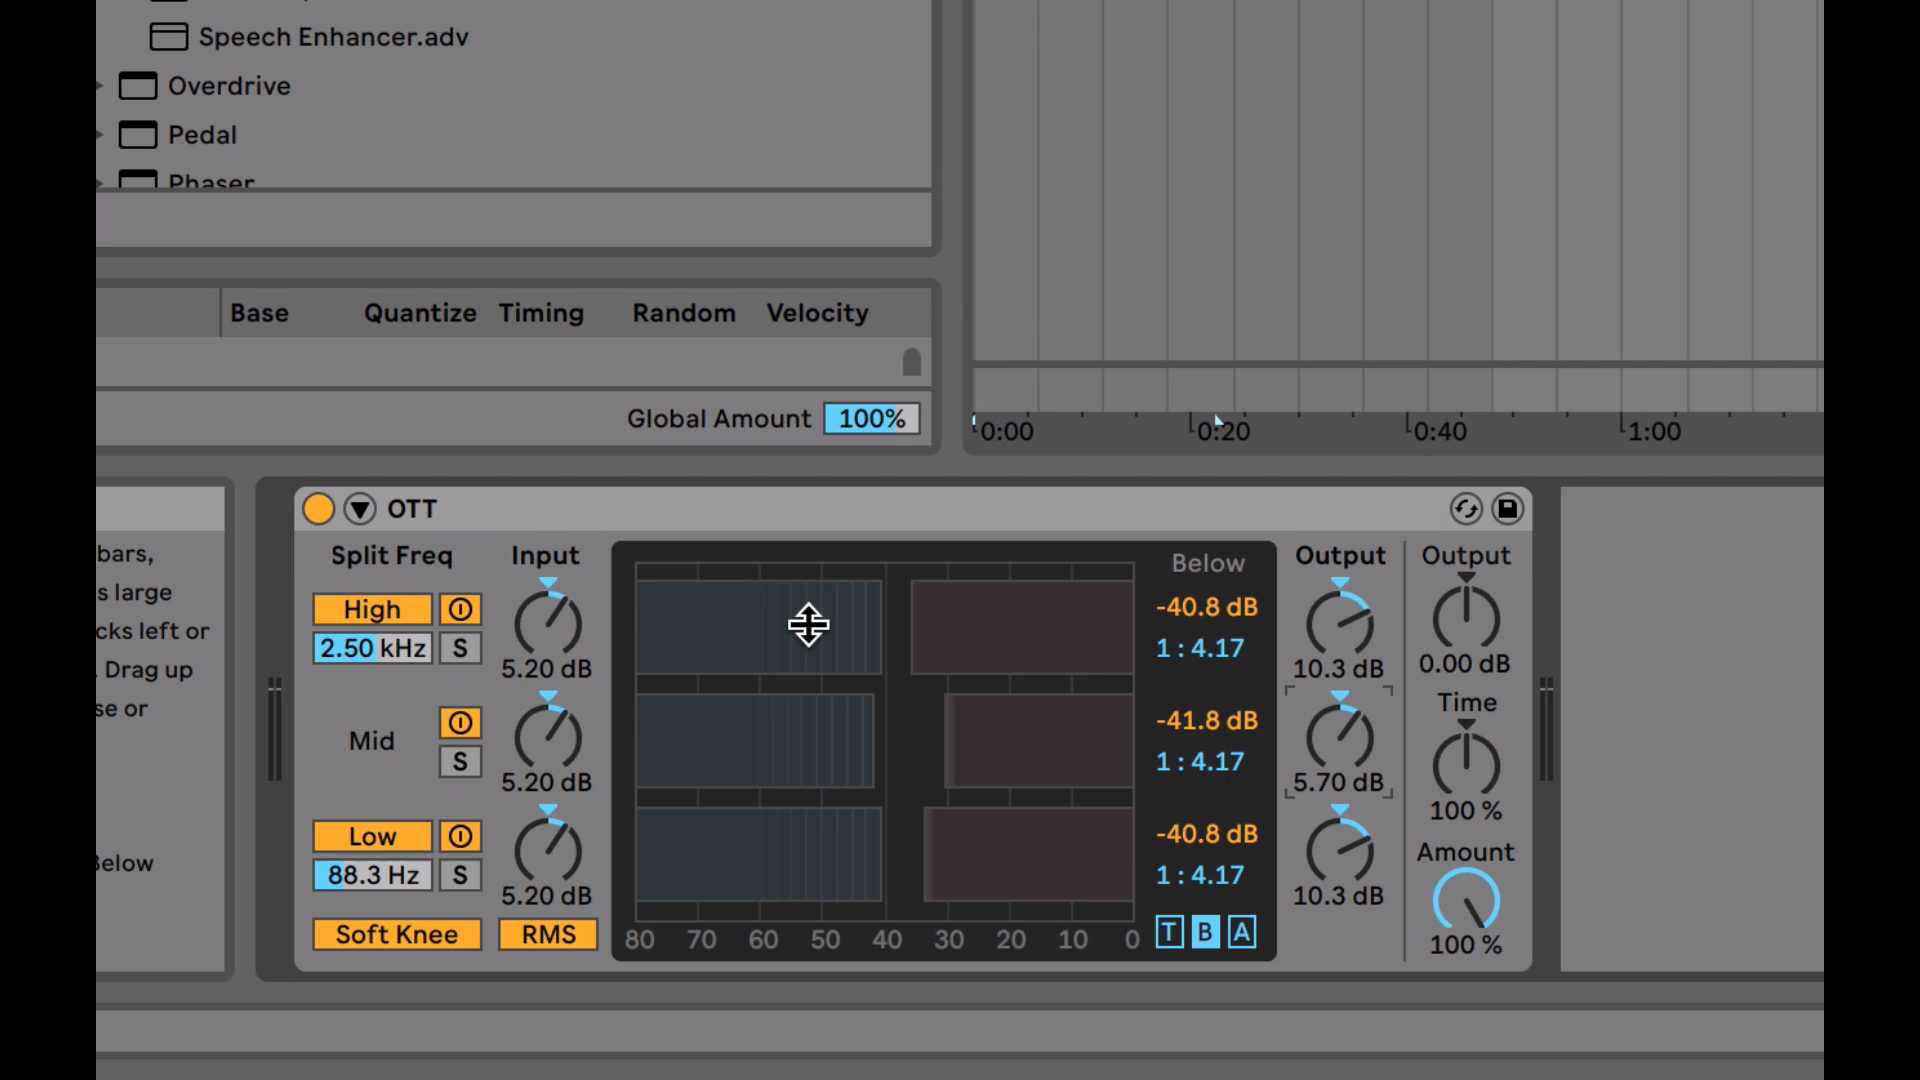 Speech Enhancer.adv
Overdrive
Pedal
Phaser
Base Quantize Timing Random Velocity
Global Amount 100%
0:00 0:20 0:40 1:00
bars,
s large
cks left or
. Drag up
se or
Below
OTT
Split Freq Input Below Output Output
High
2.50 kHz S
5.20 dB
-40.8 dB
1 : 4.17
10.3 dB
0.00 dB
Mid S
5.20 dB
-41.8 dB
1 : 4.17
5.70 dB
Time
100 %
Low
88.3 Hz S
5.20 dB
-40.8 dB
1 : 4.17
10.3 dB
Amount
100 %
Soft Knee RMS
80 70 60 50 40 30 20 10 0
T B A